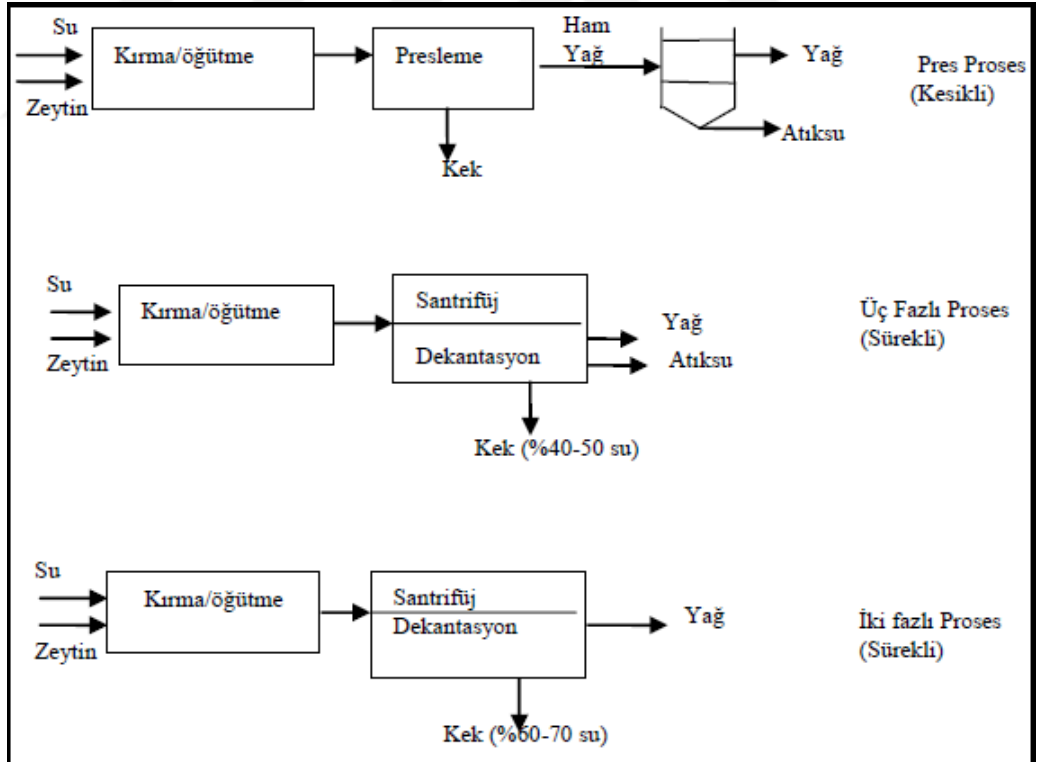 Su
Zeytin
Kırma/öğütme
Presleme
Kek
Ham
Yağ
Yağ
Atıksu
Pres Proses
(Kesikli)
Su
Zeytin
Kırma/öğütme
Santrifüj
Dekantasyon
Yağ
Atıksu
Kek (%40-50 su)
Üç Fazlı Proses
(Sürekli)
Su
Zeytin
Kırma/öğütme
Santrifüj
Dekantasyon
Yağ
Kek (%60-70 su)
İki fazlı Proses
(Sürekli)